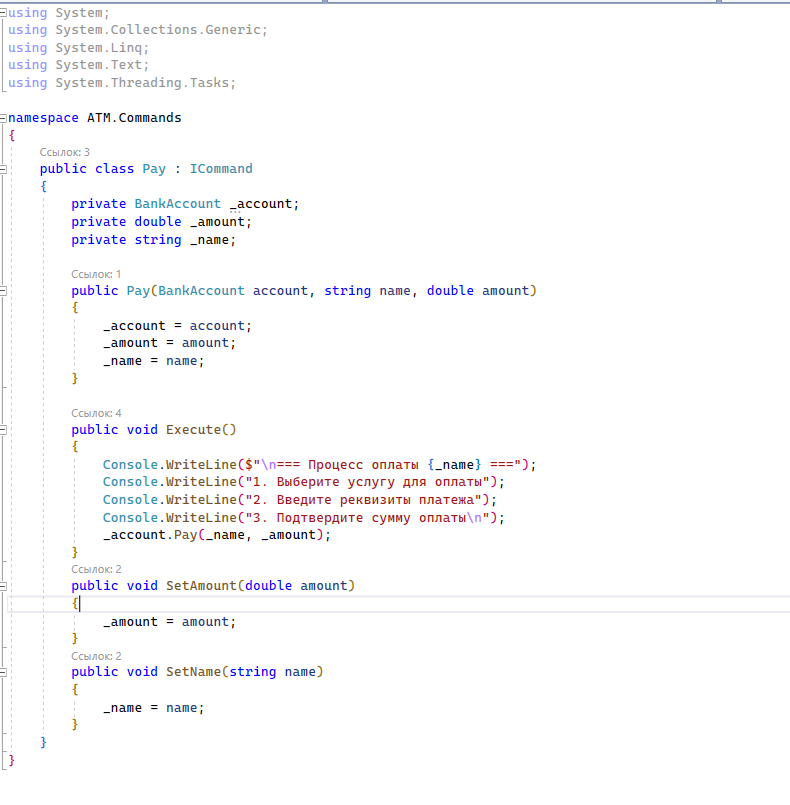 using System;
using System.Collections.Generic;
using System.Linq;
using System.Text;
using System.Threading.Tasks;
namespace ATM.Commands
{
Ссылок: 3
public class Pay : ICommand
{
private BankAccount _account;
private double _amount;
private string _name;
Ссылок: 1
public Pay(BankAccount account, string name, double amount)
{
_account = account;
_amount = amount;
_name = name;
}
Ссылок: 4
public void Execute()
{
Console.WriteLine($"\n=== Процесс оплаты {_name} ===");
Console.WriteLine("1. Выберите услугу для оплаты");
Console.WriteLine("2. Введите реквизиты платежа");
Console.WriteLine("3. Подтвердите сумму оплаты\n");
_account.Pay(_name, _amount);
}
Ссылок: 2
public void SetAmount(double amount)
{
_amount = amount;
}
Ссылок: 2
public void SetName(string name)
{
_name = name;
}
}
}